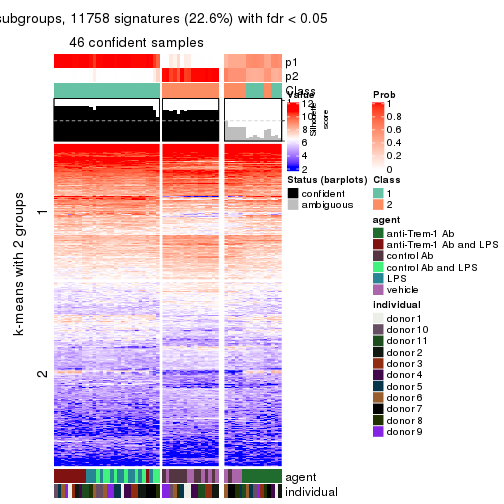 subgroups, 11758 signatures (22.6%) with fdr < 0.05
46 confident samples
p1
p2
Class
Silhouette
score
1
2
k-means with 2 groups
agent
individual
Value
12
10
8
6
4
2
Prob
1
0.8
0.6
0.4
0.2
0
Status (barplots)
confident
ambiguous
Class
1
2
agent
anti-Trem-1 Ab
anti-Trem-1 Ab and LPS
control Ab
control Ab and LPS
LPS
vehicle
individual
donor 1
donor 10
donor 11
donor 2
donor 3
donor 4
donor 5
donor 6
donor 7
donor 8
donor 9